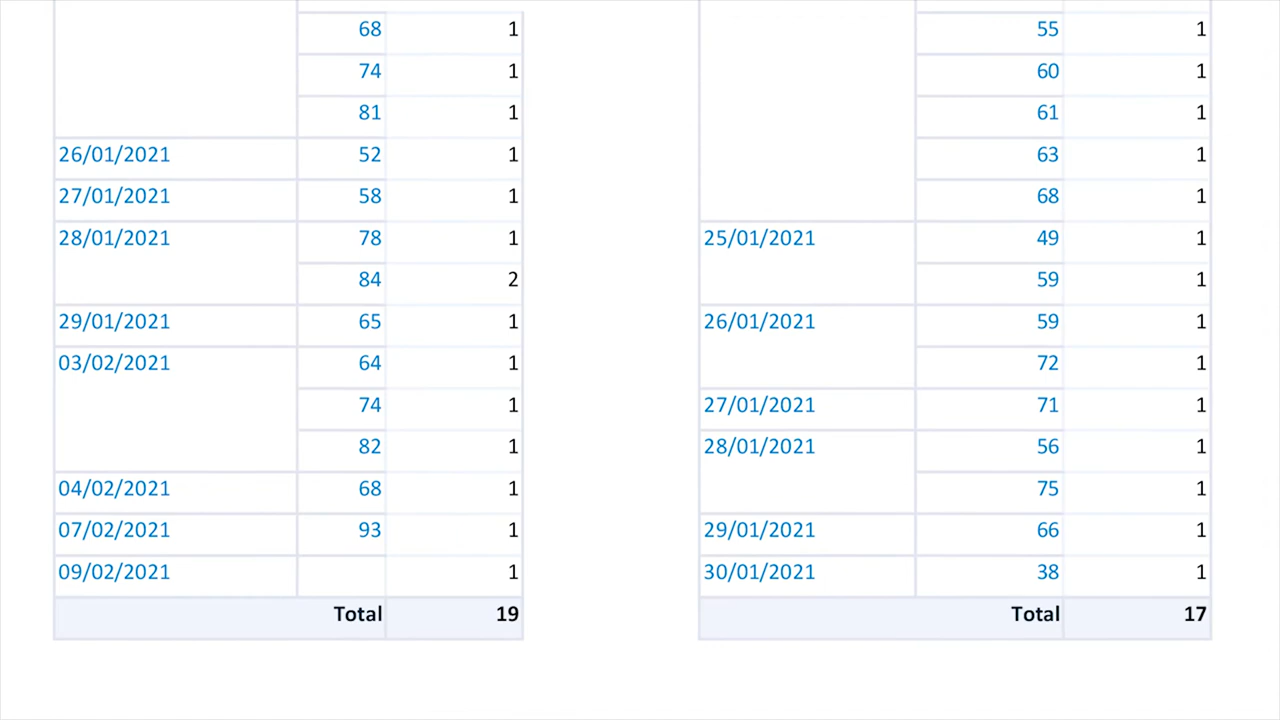 68 1
74 1
81 1
26/01/2021 52 1
27/01/2021 58 1
28/01/2021 78 1
84 2
29/01/2021 65 1
03/02/2021 64 1
74 1
82 1
04/02/2021 68 1
07/02/2021 93 1
09/02/2021 1
Total 19
55 1
60 1
61 1
63 1
68 1
25/01/2021 49 1
59 1
26/01/2021 59 1
72 1
27/01/2021 71 1
28/01/2021 56 1
75 1
29/01/2021 66 1
30/01/2021 38 1
Total 17